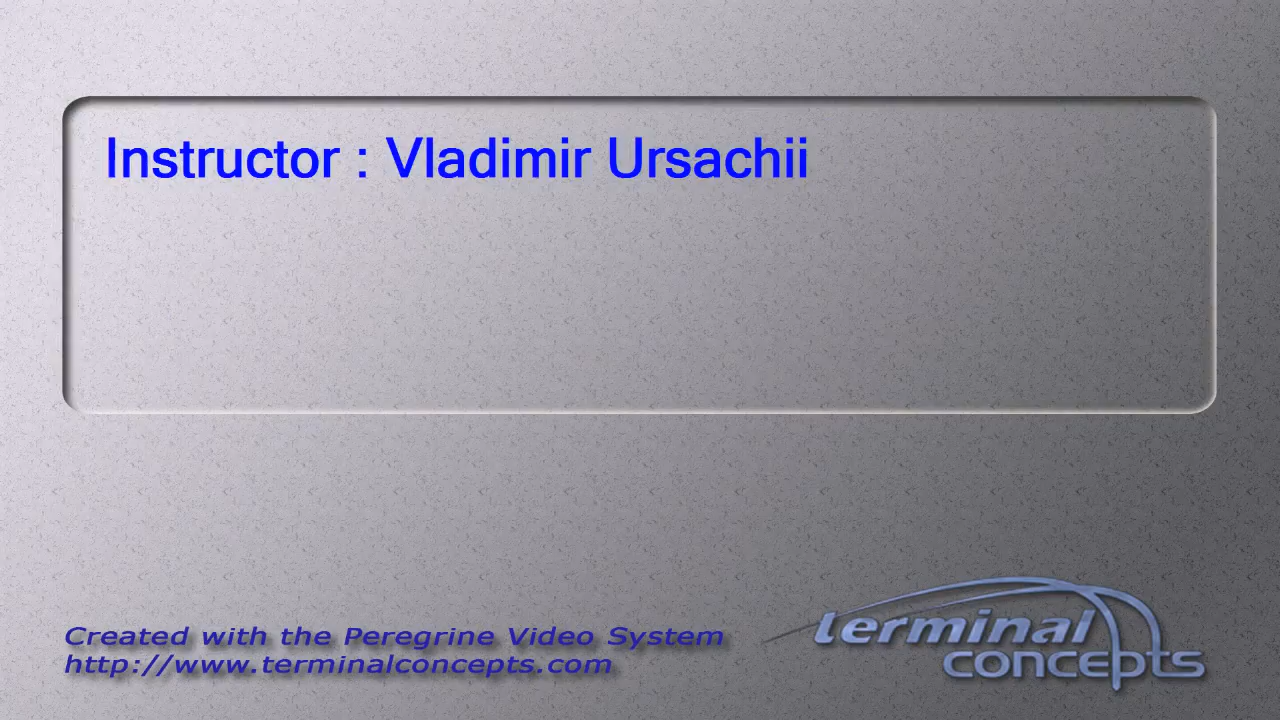 Instructor : Vladimir Ursachii
Created with the Peregrine Video System
http://www.terminalconcepts.com
terminal
concepts